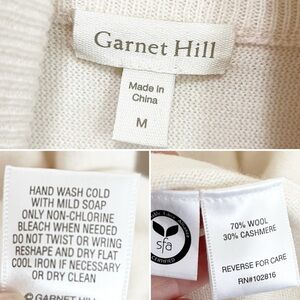 Garnet Hill
Made in
China
M
HAND WASH COLD
WITH MILD SOAP
ONLY NON-CHLORINE
BLEACH WHEN NEEDED
DO NOT TWIST OR WRING
RESHAPE AND DRY FLAT
COOL IRON IF NECESSARY
OR DRY CLEAN
© GARNET HILL
sfa
70% WOOL
30% CASHMERE
REVERSE FOR CARE
RN#102816